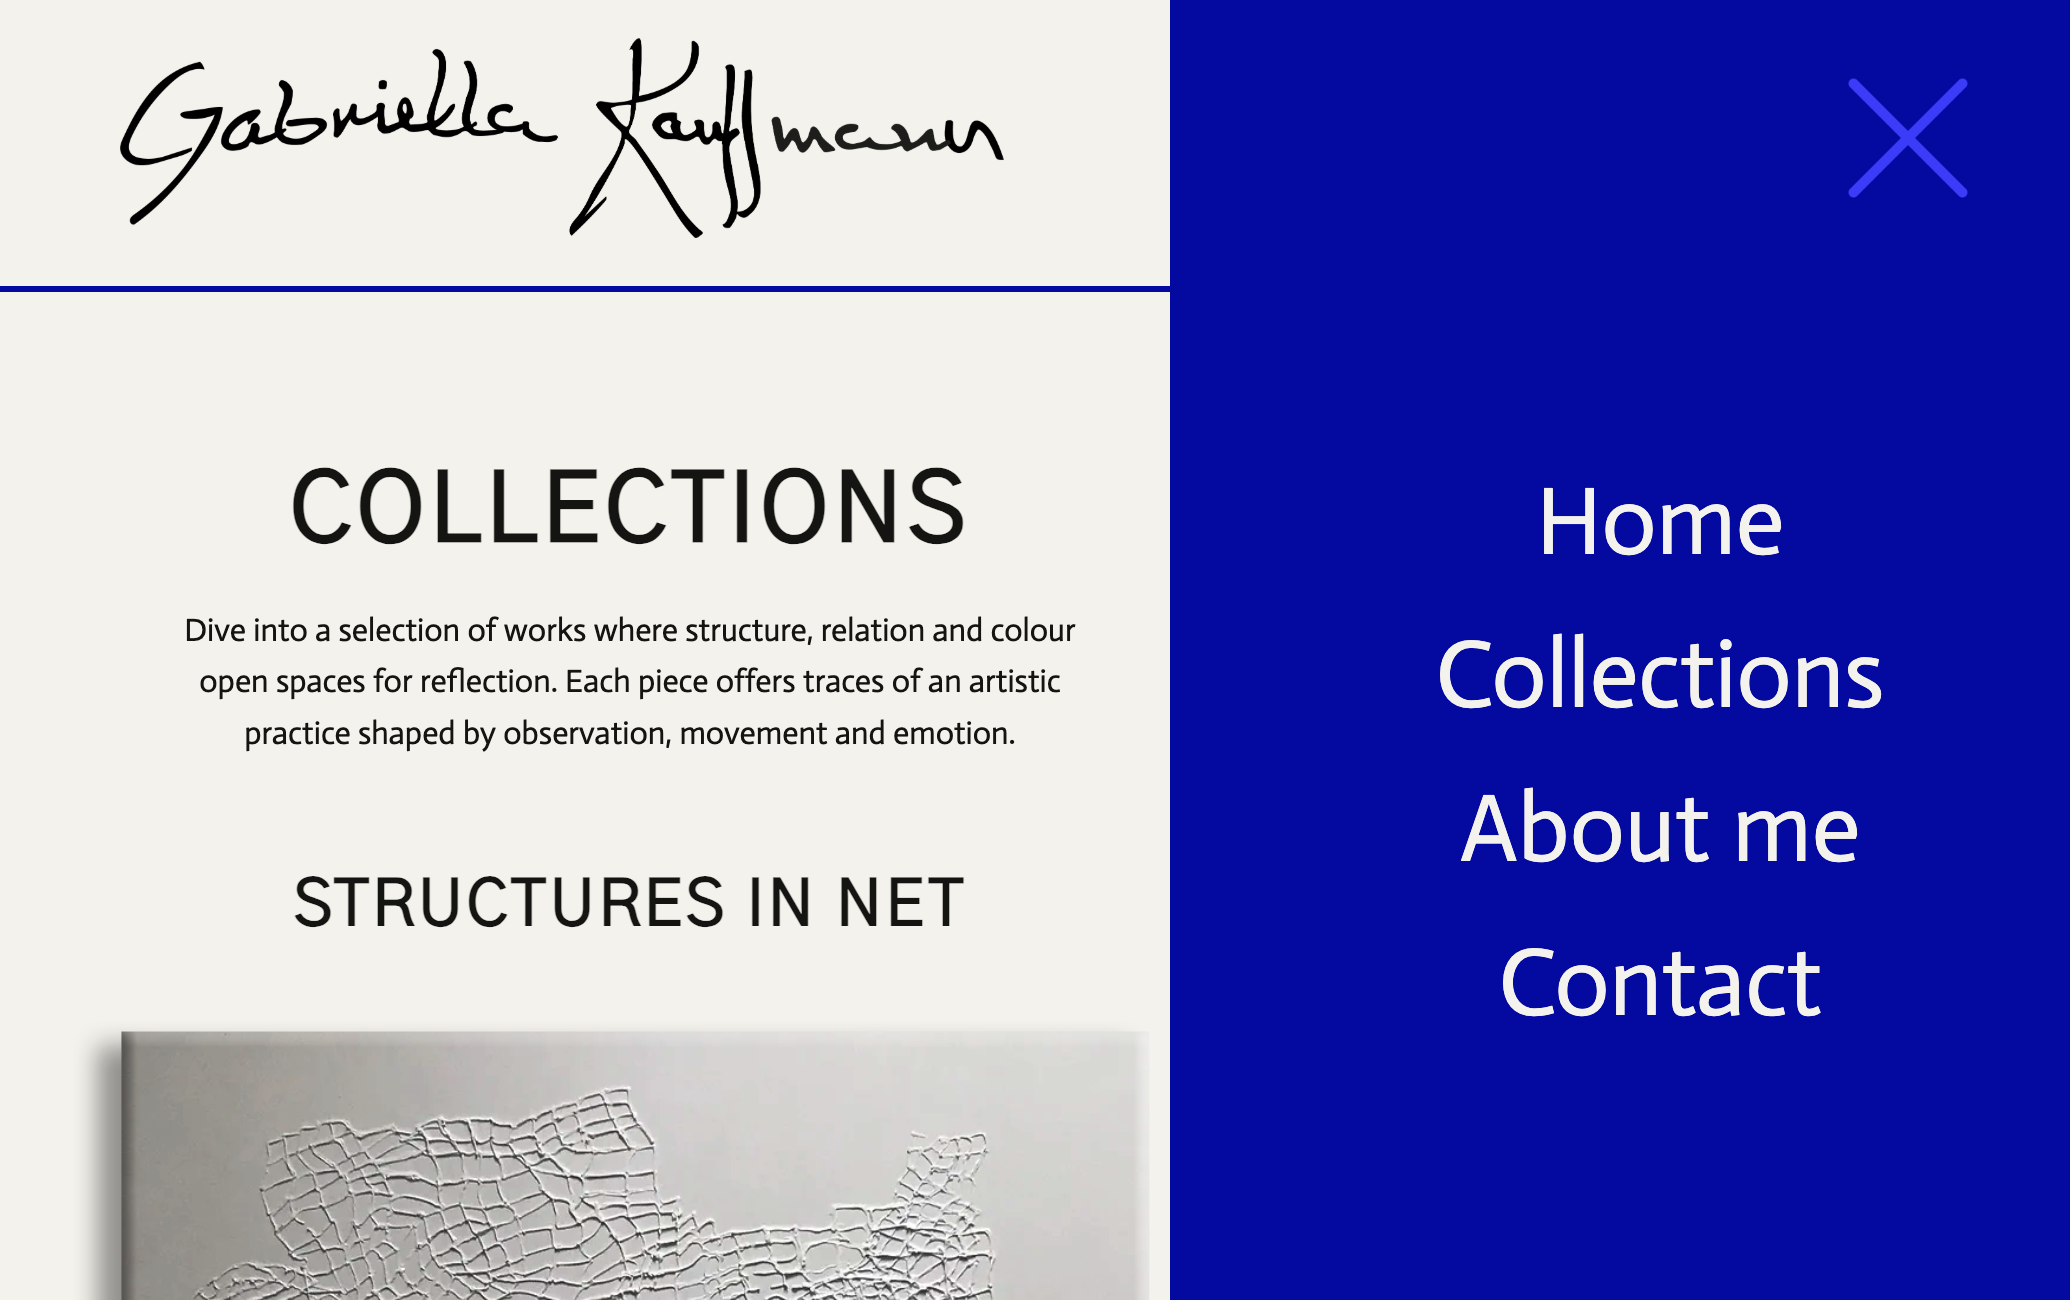 Gabriella Kauffmann
COLLECTIONS
Dive into a selection of works where structure, relation and colour
open spaces for reflection. Each piece offers traces of an artistic
practice shaped by observation, movement and emotion.
STRUCTURES IN NET
Home
Collections
About me
Contact